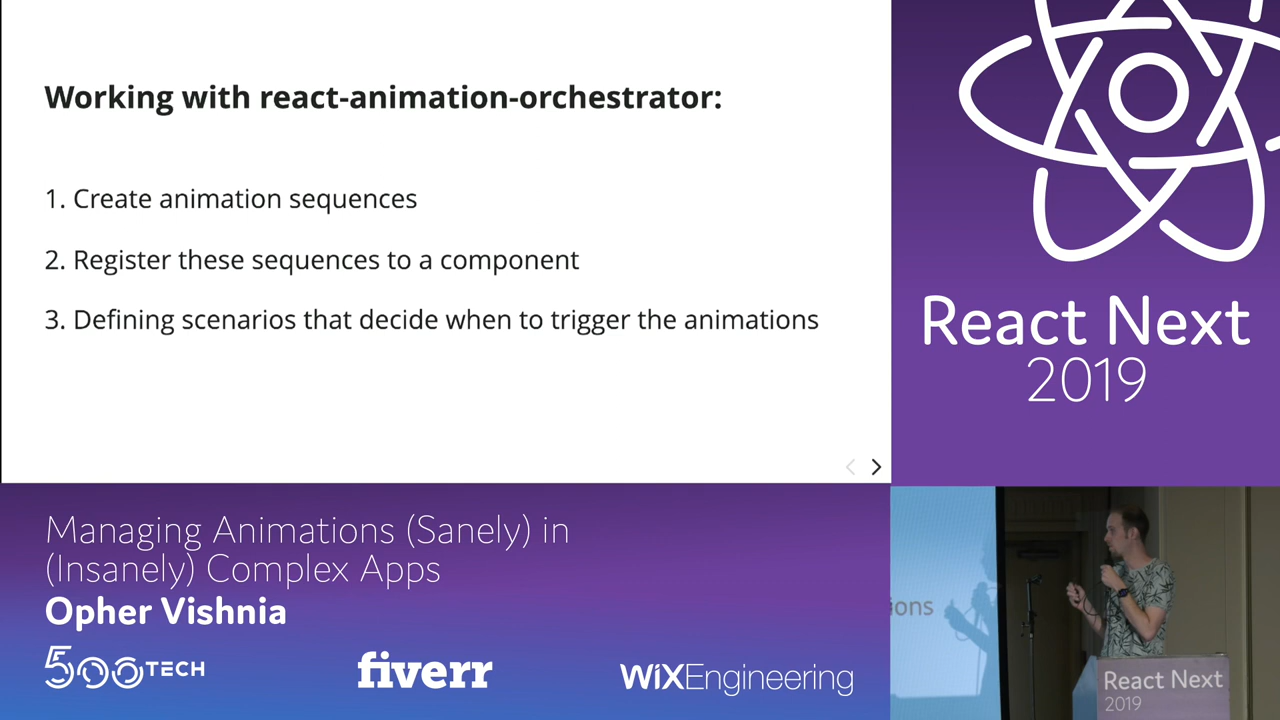 Working with react-animation-orchestrator:
1. Create animation sequences
2. Register these sequences to a component
3. Defining scenarios that decide when to trigger the animations
React Next
2019
Managing Animations (Sanely) in
(Insanely) Complex Apps
Opher Vishnia
500TECH
fiverr
WiXEngineering
ions
React Next
2019